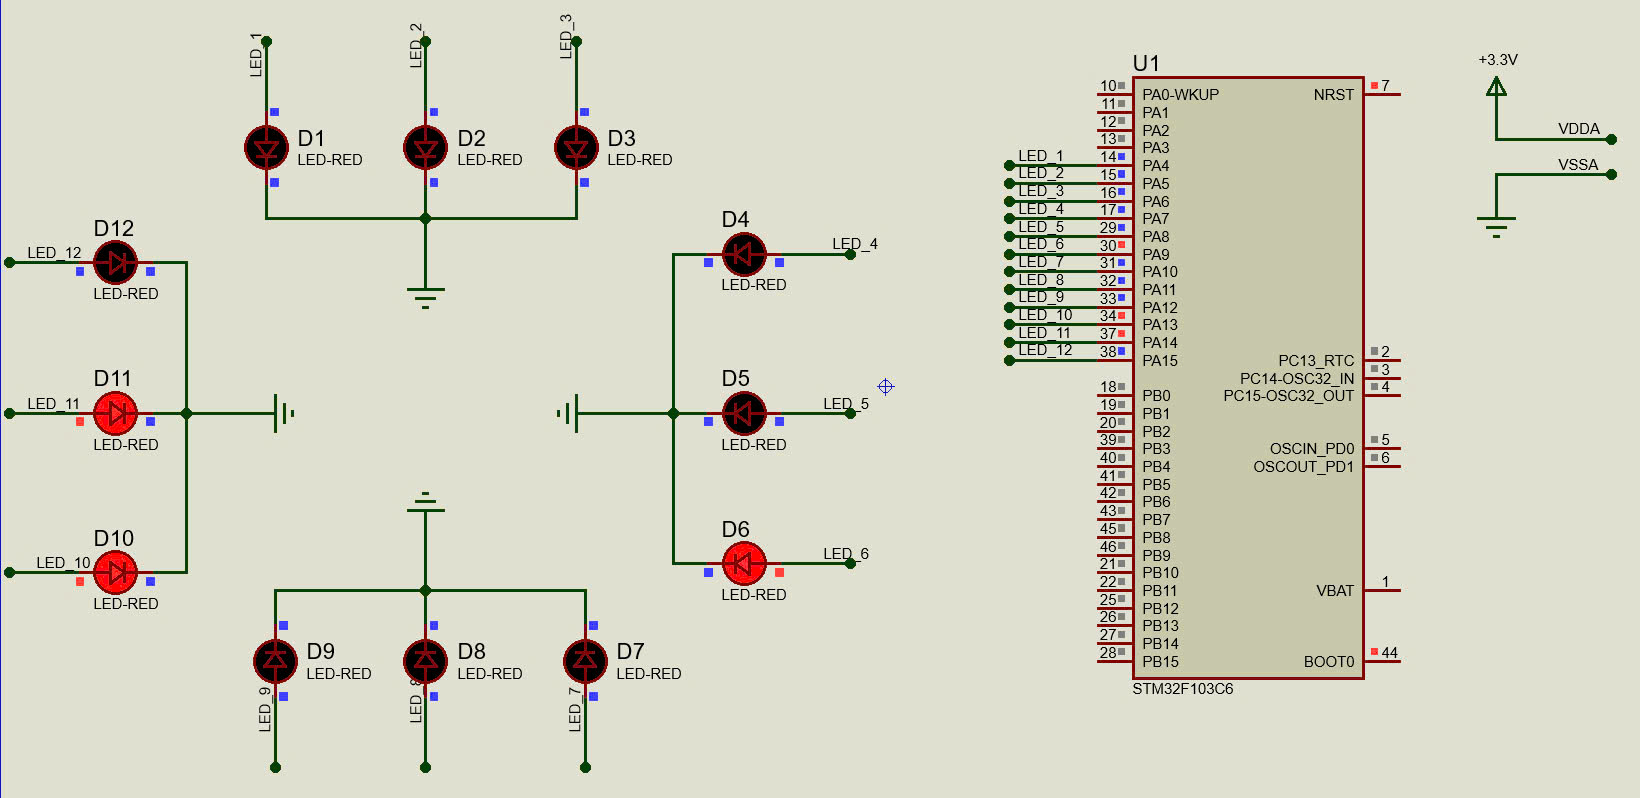 LED_1
LED_2
LED_3
D1
LED-RED
D2
LED-RED
D3
LED-RED
D12
LED_12
LED-RED
D11
LED_11
LED-RED
D10
LED_10
LED-RED
D4
LED_4
LED-RED
D5
LED_5
LED-RED
D6
LED_6
LED-RED
D9
LED-RED
LED_9
D8
LED-RED
LED_8
D7
LED-RED
LED_7
U1
10 PA0-WKUP
11 PA1
12 PA2
13 PA3
LED_1 14 PA4
LED_2 15 PA5
LED_3 16 PA6
LED_4 17 PA7
LED_5 29 PA8
LED_6 30 PA9
LED_7 31 PA10
LED_8 32 PA11
LED_9 33 PA12
LED_10 34 PA13
LED_11 37 PA14
LED_12 38 PA15
18 PB0
19 PB1
20 PB2
39 PB3
40 PB4
41 PB5
42 PB6
43 PB7
45 PB8
46 PB9
21 PB10
22 PB11
25 PB12
26 PB13
27 PB14
28 PB15
NRST 7
PC13_RTC 2
PC14-OSC32_IN 3
PC15-OSC32_OUT 4
OSCIN_PD0 5
OSCOUT_PD1 6
VBAT 1
BOOT0 44
STM32F103C6
+3.3V
VDDA
VSSA